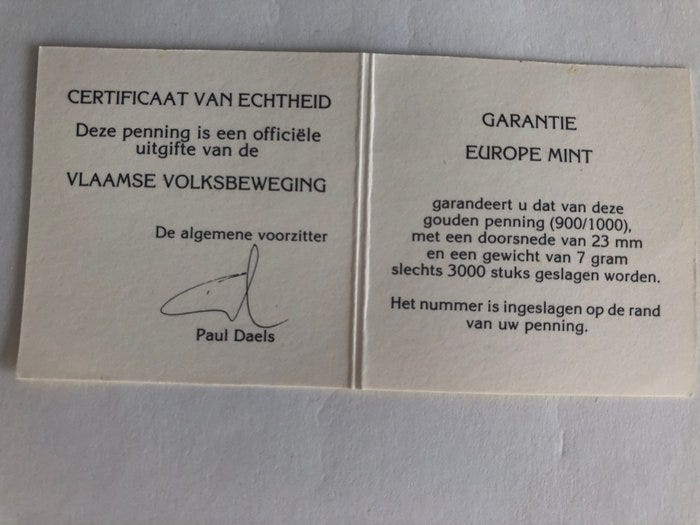 CERTIFICAAT VAN ECHTHEID
Deze penning is een officiële
uitgifte van de
VLAAMSE VOLKSBEWEGING
De algemene voorzitter
Paul Daels
GARANTIE
EUROPE MINT
garandeert u dat van deze
gouden penning (900/1000),
met een doorsnede van 23 mm
en een gewicht van 7 gram
slechts 3000 stuks geslagen worden.
Het nummer is ingeslagen op de rand
van uw penning.